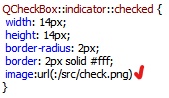 QCheckBox::indicator:checked {
width: 14px;
height: 14px;
border-radius: 2px;
border: 2px solid #fff;
image:url(:/src/check.png)
}